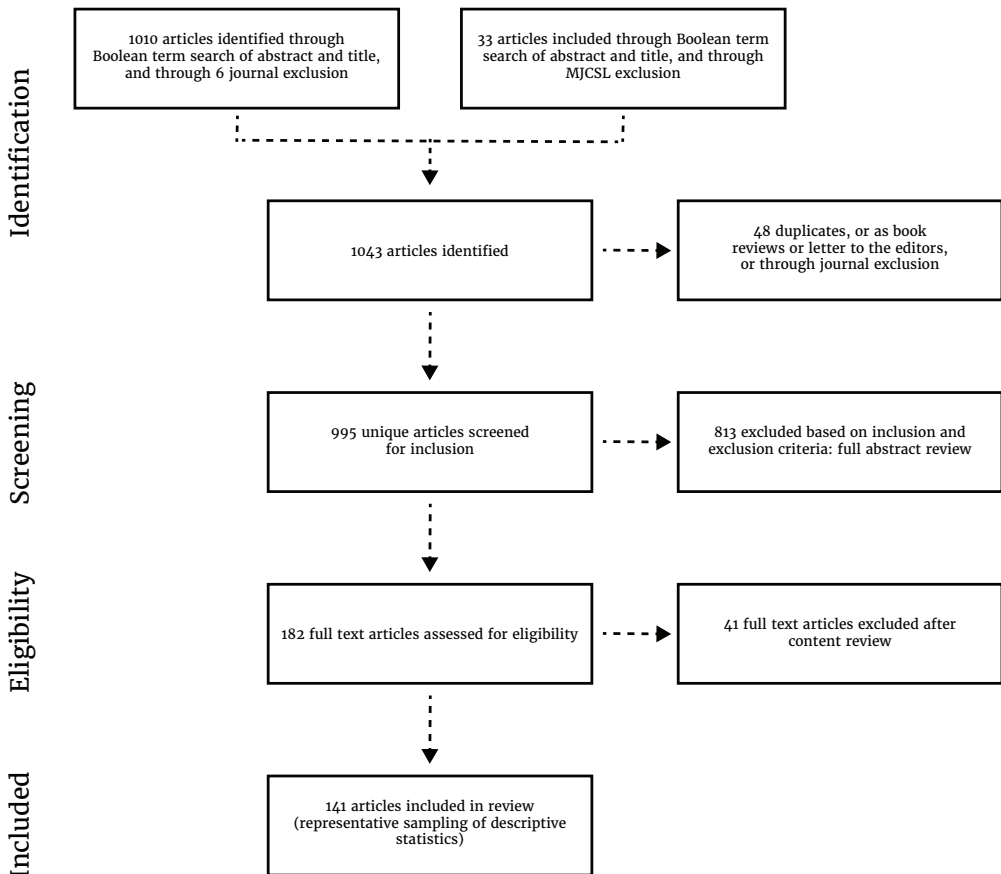 Identification
1010 articles identified through
Boolean term search of abstract and title,
and through 6 journal exclusion
33 articles included through Boolean term
search of abstract and title, and through
MJCSL exclusion
1043 articles identified
48 duplicates, or as book
reviews or letter to the editors,
or through journal exclusion
Screening
995 unique articles screened
for inclusion
813 excluded based on inclusion and
exclusion criteria: full abstract review
Eligibility
182 full text articles assessed for eligibility
41 full text articles excluded after
content review
Included
141 articles included in review
(representative sampling of descriptive
statistics)